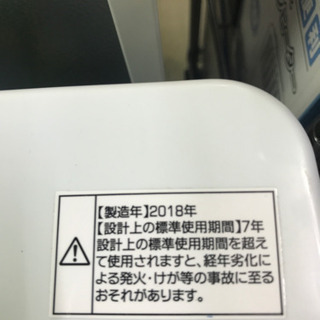 【製造年】2018年
【設計上の標準使用期間】7年
設計上の標準使用期間を超え
て使用されますと、経年劣化に
よる発火・けが等の事故に至る
おそれがあります。